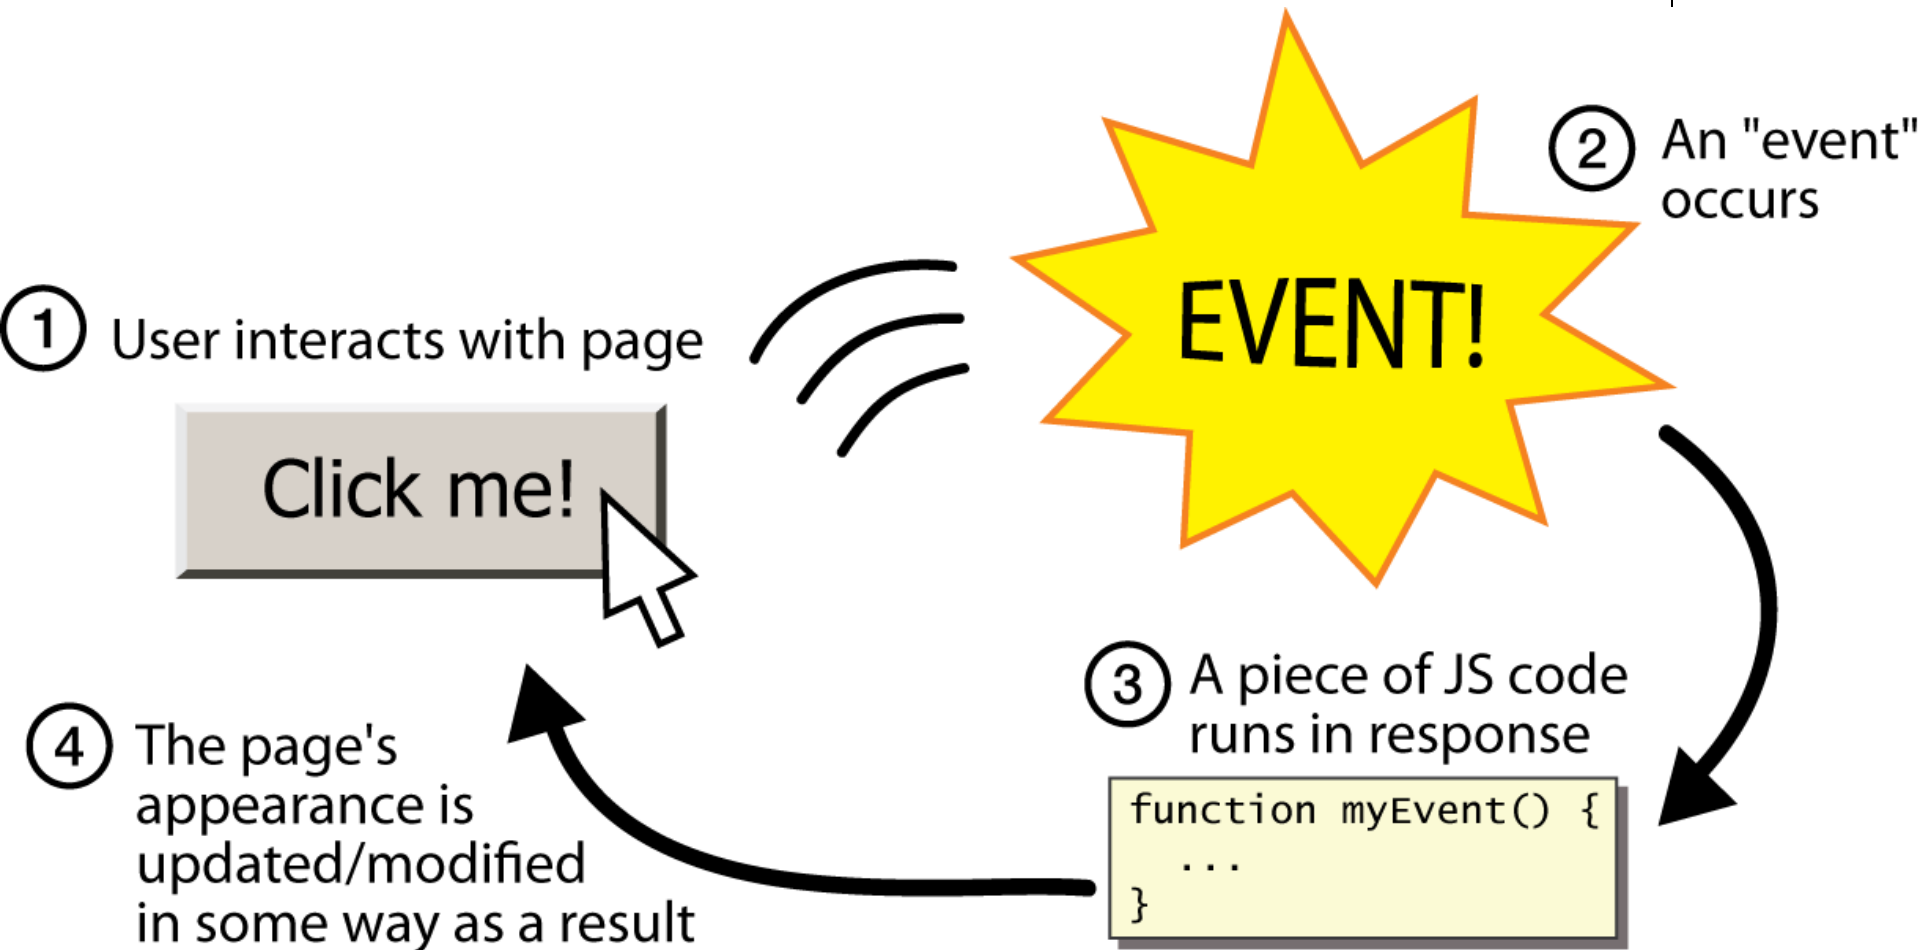 1 User interacts with page
Click me!
EVENT!
2 An "event"
occurs
3 A piece of JS code
runs in response
function myEvent() {
...
}
4 The page's
appearance is
updated/modified
in some way as a result